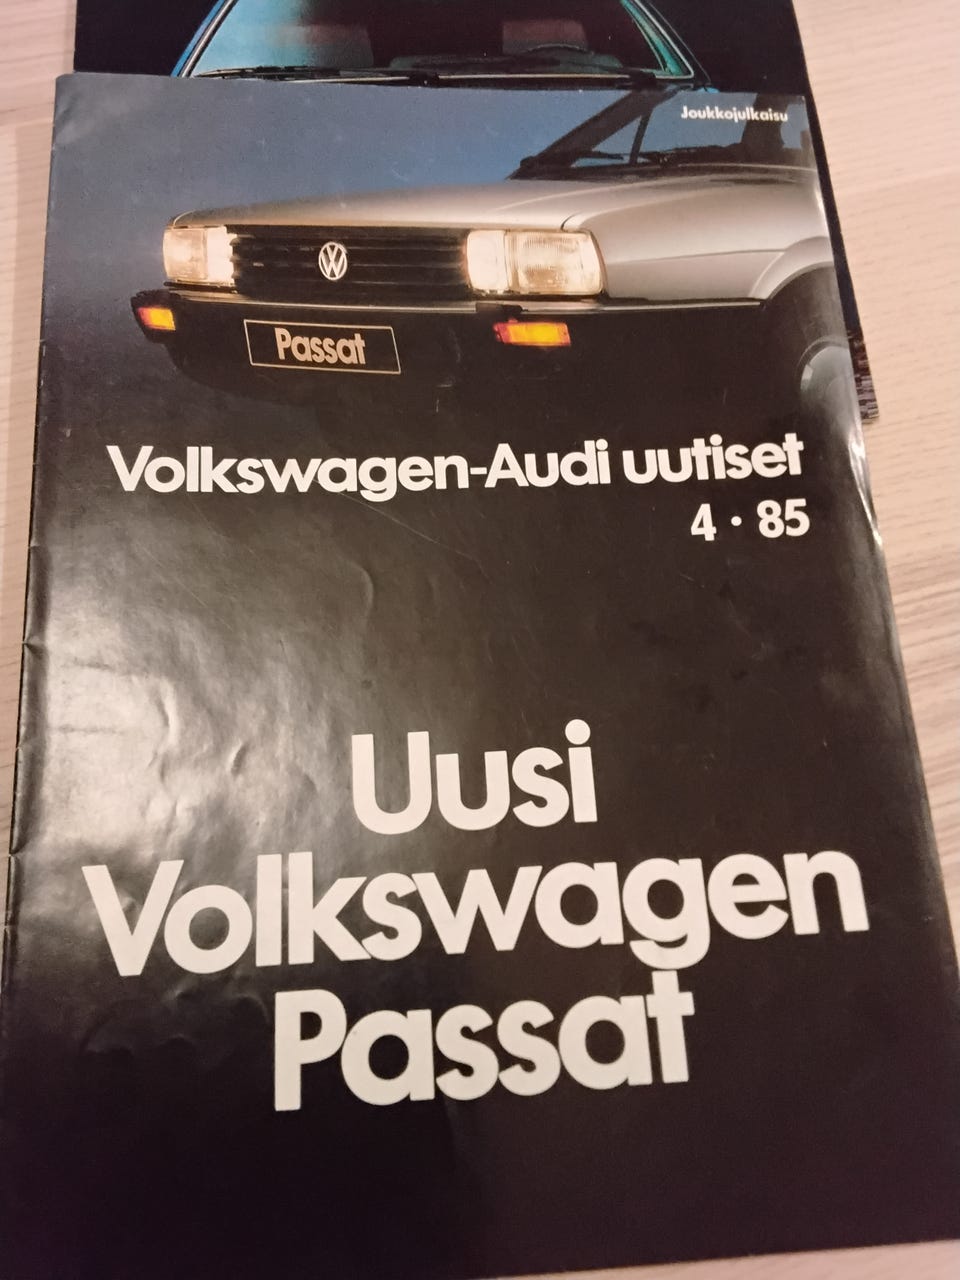 Joukkojulkaisu
Passat
Volkswagen-Audi uutiset
4 · 85
Uusi
Volkswagen
Passat